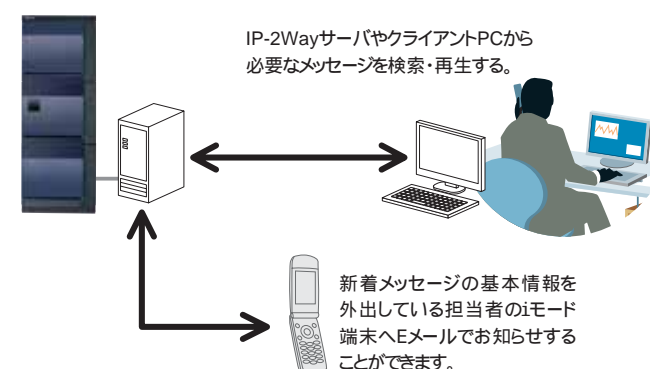 IP-2Wayサーバやクライアント PCから
必要なメッセージを検索・再生する。
新着メッセージの基本情報を
外出している担当者のiモード
端末へEメールでお知らせする
ことができます。